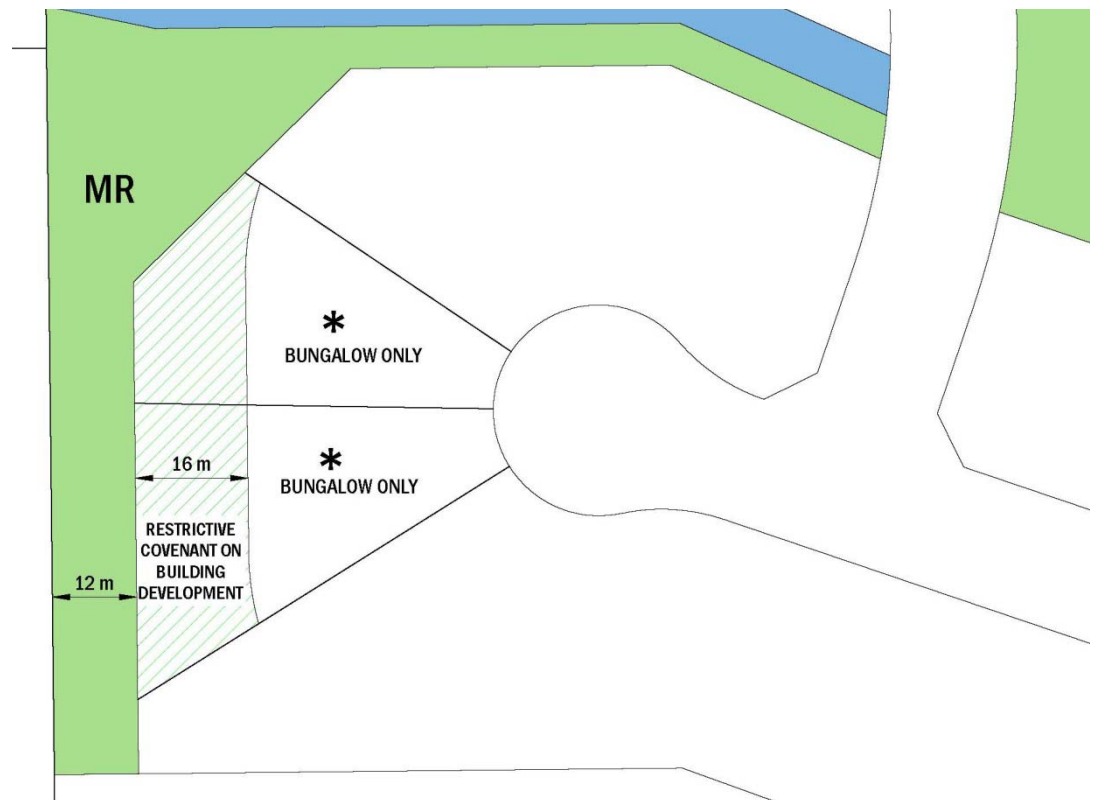 MR
*
BUNGALOW ONLY
*
BUNGALOW ONLY
16 m
RESTRICTIVE
COVENANT ON
BUILDING
DEVELOPMENT
12 m